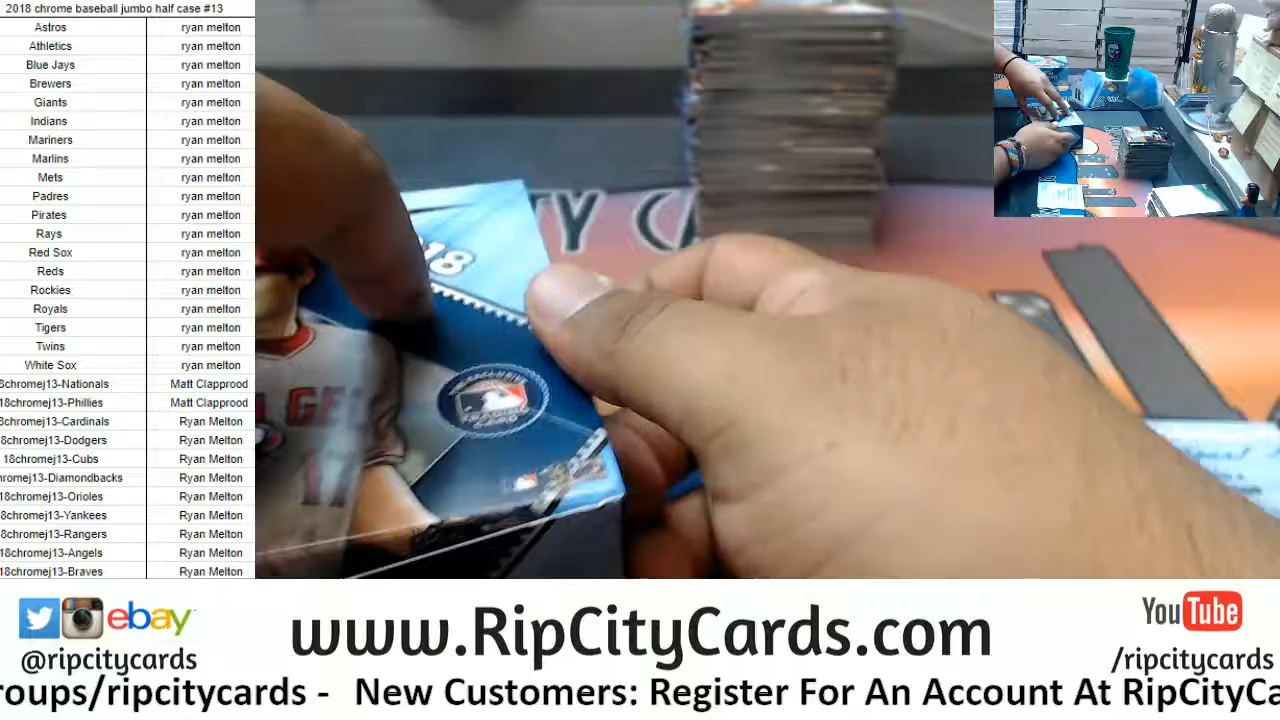 2018 chrome baseball jumbo half case #13
Astros ryan melton
Athletics ryan melton
Blue Jays ryan melton
Brewers ryan melton
Giants ryan melton
Indians ryan melton
Mariners ryan melton
Marlins ryan melton
Mets ryan melton
Padres ryan melton
Pirates ryan melton
Rays ryan melton
Red Sox ryan melton
Reds ryan melton
Rockies ryan melton
Royals ryan melton
Tigers ryan melton
Twins ryan melton
White Sox ryan melton
8chromej13-Nationals Matt Clapprood
18chromej13-Phillies Matt Clapprood
8chromej13-Cardinals Ryan Melton
8chromej13-Dodgers Ryan Melton
18chromej13-Cubs Ryan Melton
romej13-Diamondbacks Ryan Melton
18chromej13-Orioles Ryan Melton
8chromej13-Yankees Ryan Melton
8chromej13-Rangers Ryan Melton
18chromej13-Angels Ryan Melton
18chromej13-Braves Ryan Melton
TY CA
18
GE
17
ebay
@ripcitycards
www.RipCityCards.com
YouTube
/ripcitycards
roups/ripcitycards - New Customers: Register For An Account At RipCityCa